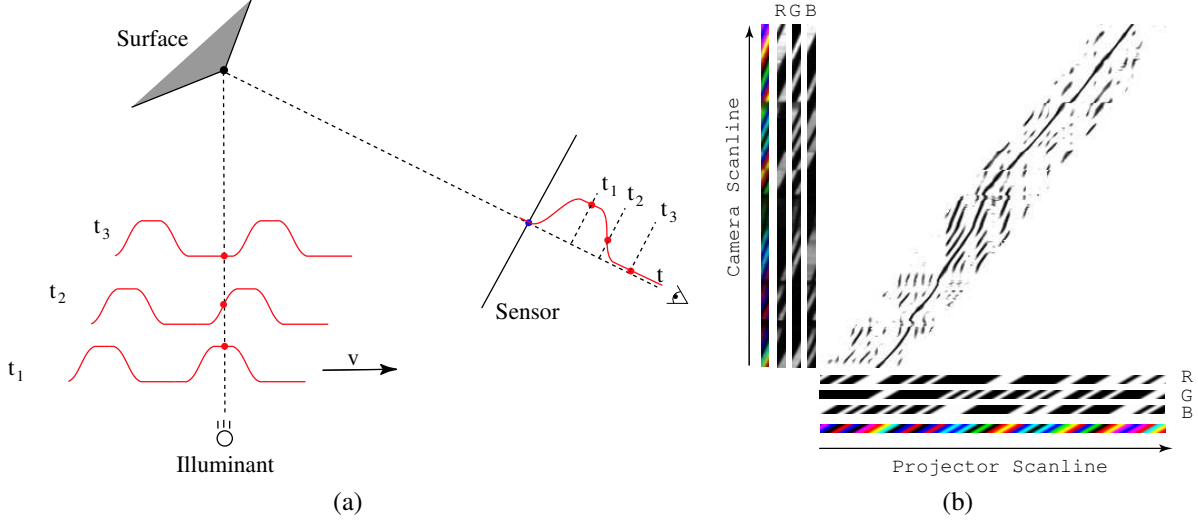 Surface
t3
t2
t1
v
Illuminant
t1
t2
t3
t
Sensor
(a)
R G B
Camera Scanline
R
G
B
Projector Scanline
(b)